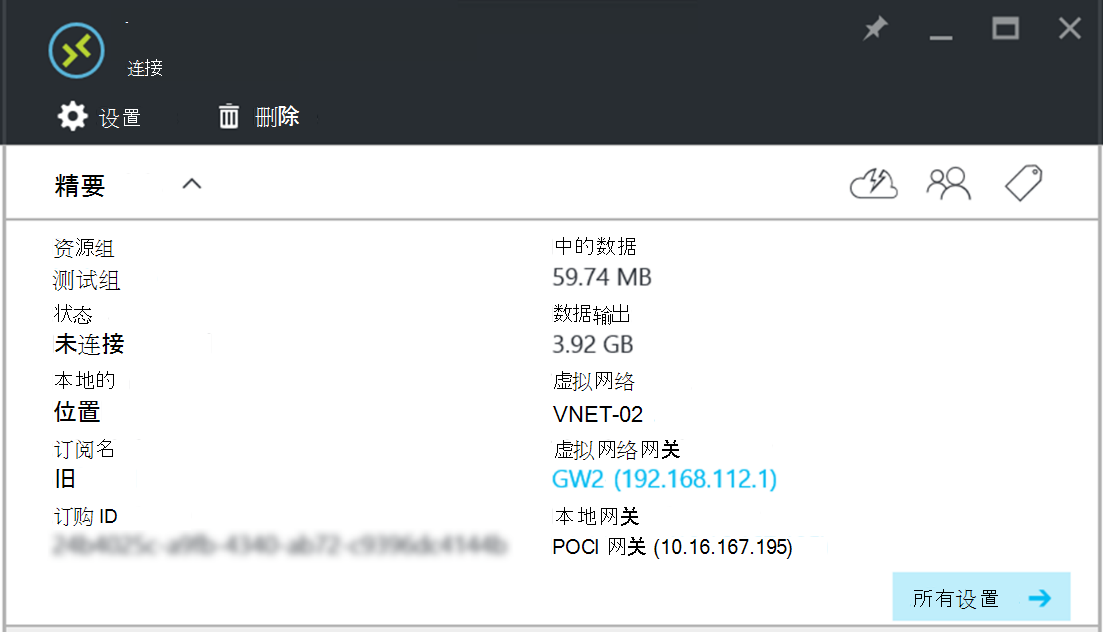 连接
设置
删除
精要
资源组
测试组
状态
未连接
本地的
位置
订阅名
旧
订购 ID
中的数据
59.74 MB
数据输出
3.92 GB
虚拟网络
VNET-02
虚拟网络网关
GW2 (192.168.112.1)
本地网关
POCI 网关 (10.16.167.195)
所有设置